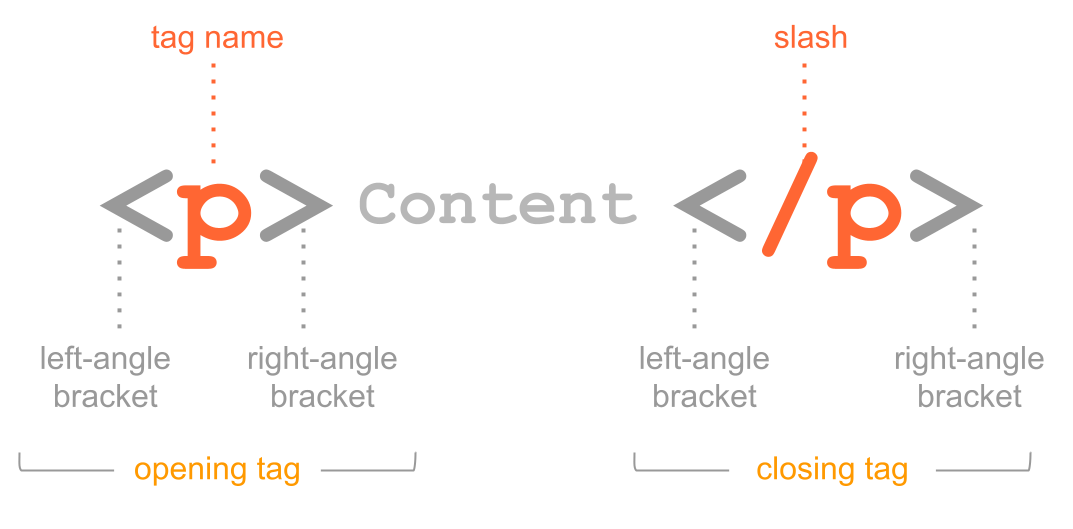 tag name
slash
<p> Content </p>
left-angle
bracket
right-angle
bracket
left-angle
bracket
right-angle
bracket
opening tag
closing tag